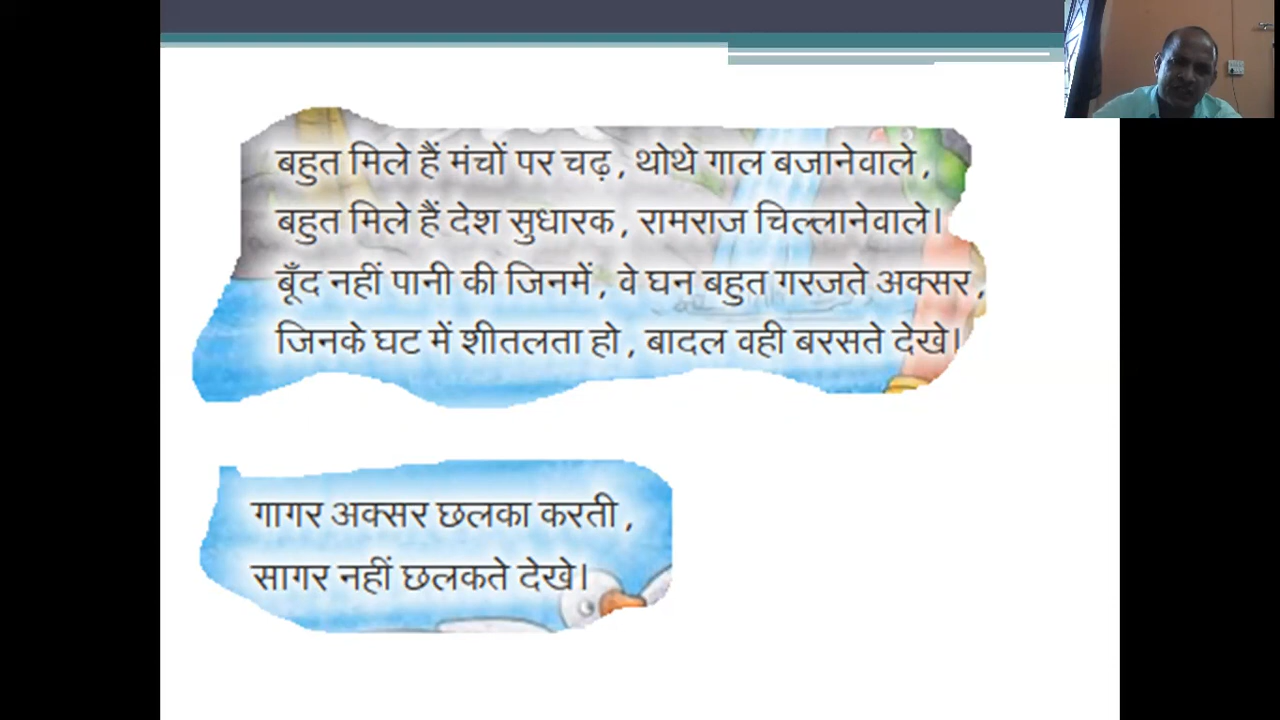 बहुत मिले हैं मंचों पर चढ़, थोथे गाल बजानेवाले,
बहुत मिले हैं देश सुधारक, रामराज चिल्लानेवाले।
बूँद नहीं पानी की जिनमें, वे घन बहुत गरजते अक्सर,
जिनके घट में शीतलता हो, बादल वही बरसते देखे।
गागर अक्सर छलका करती,
सागर नहीं छलकते देखे।